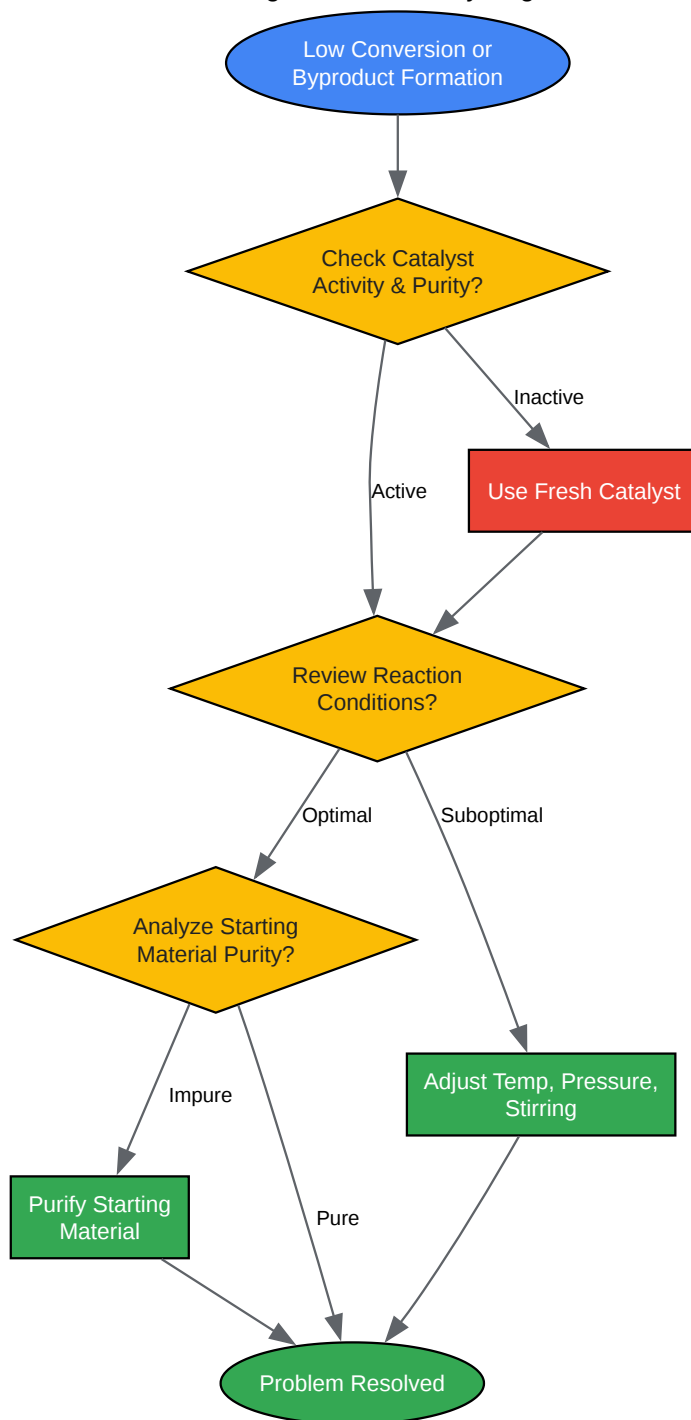 Low Conversion or
Byproduct Formation
Check Catalyst
Activity & Purity?
Inactive
Use Fresh Catalyst
Active
Review Reaction
Conditions?
Optimal
Suboptimal
Analyze Starting
Material Purity?
Adjust Temp, Pressure,
Stirring
Impure
Purify Starting
Material
Pure
Problem Resolved